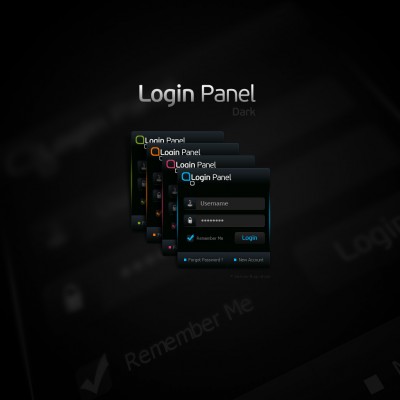 Login Panel
Dark
Login Panel
Login Panel
Login Panel
Login Panel
Username
********
Remember Me
Login
Forgot Password ?
New Account
Remember Me